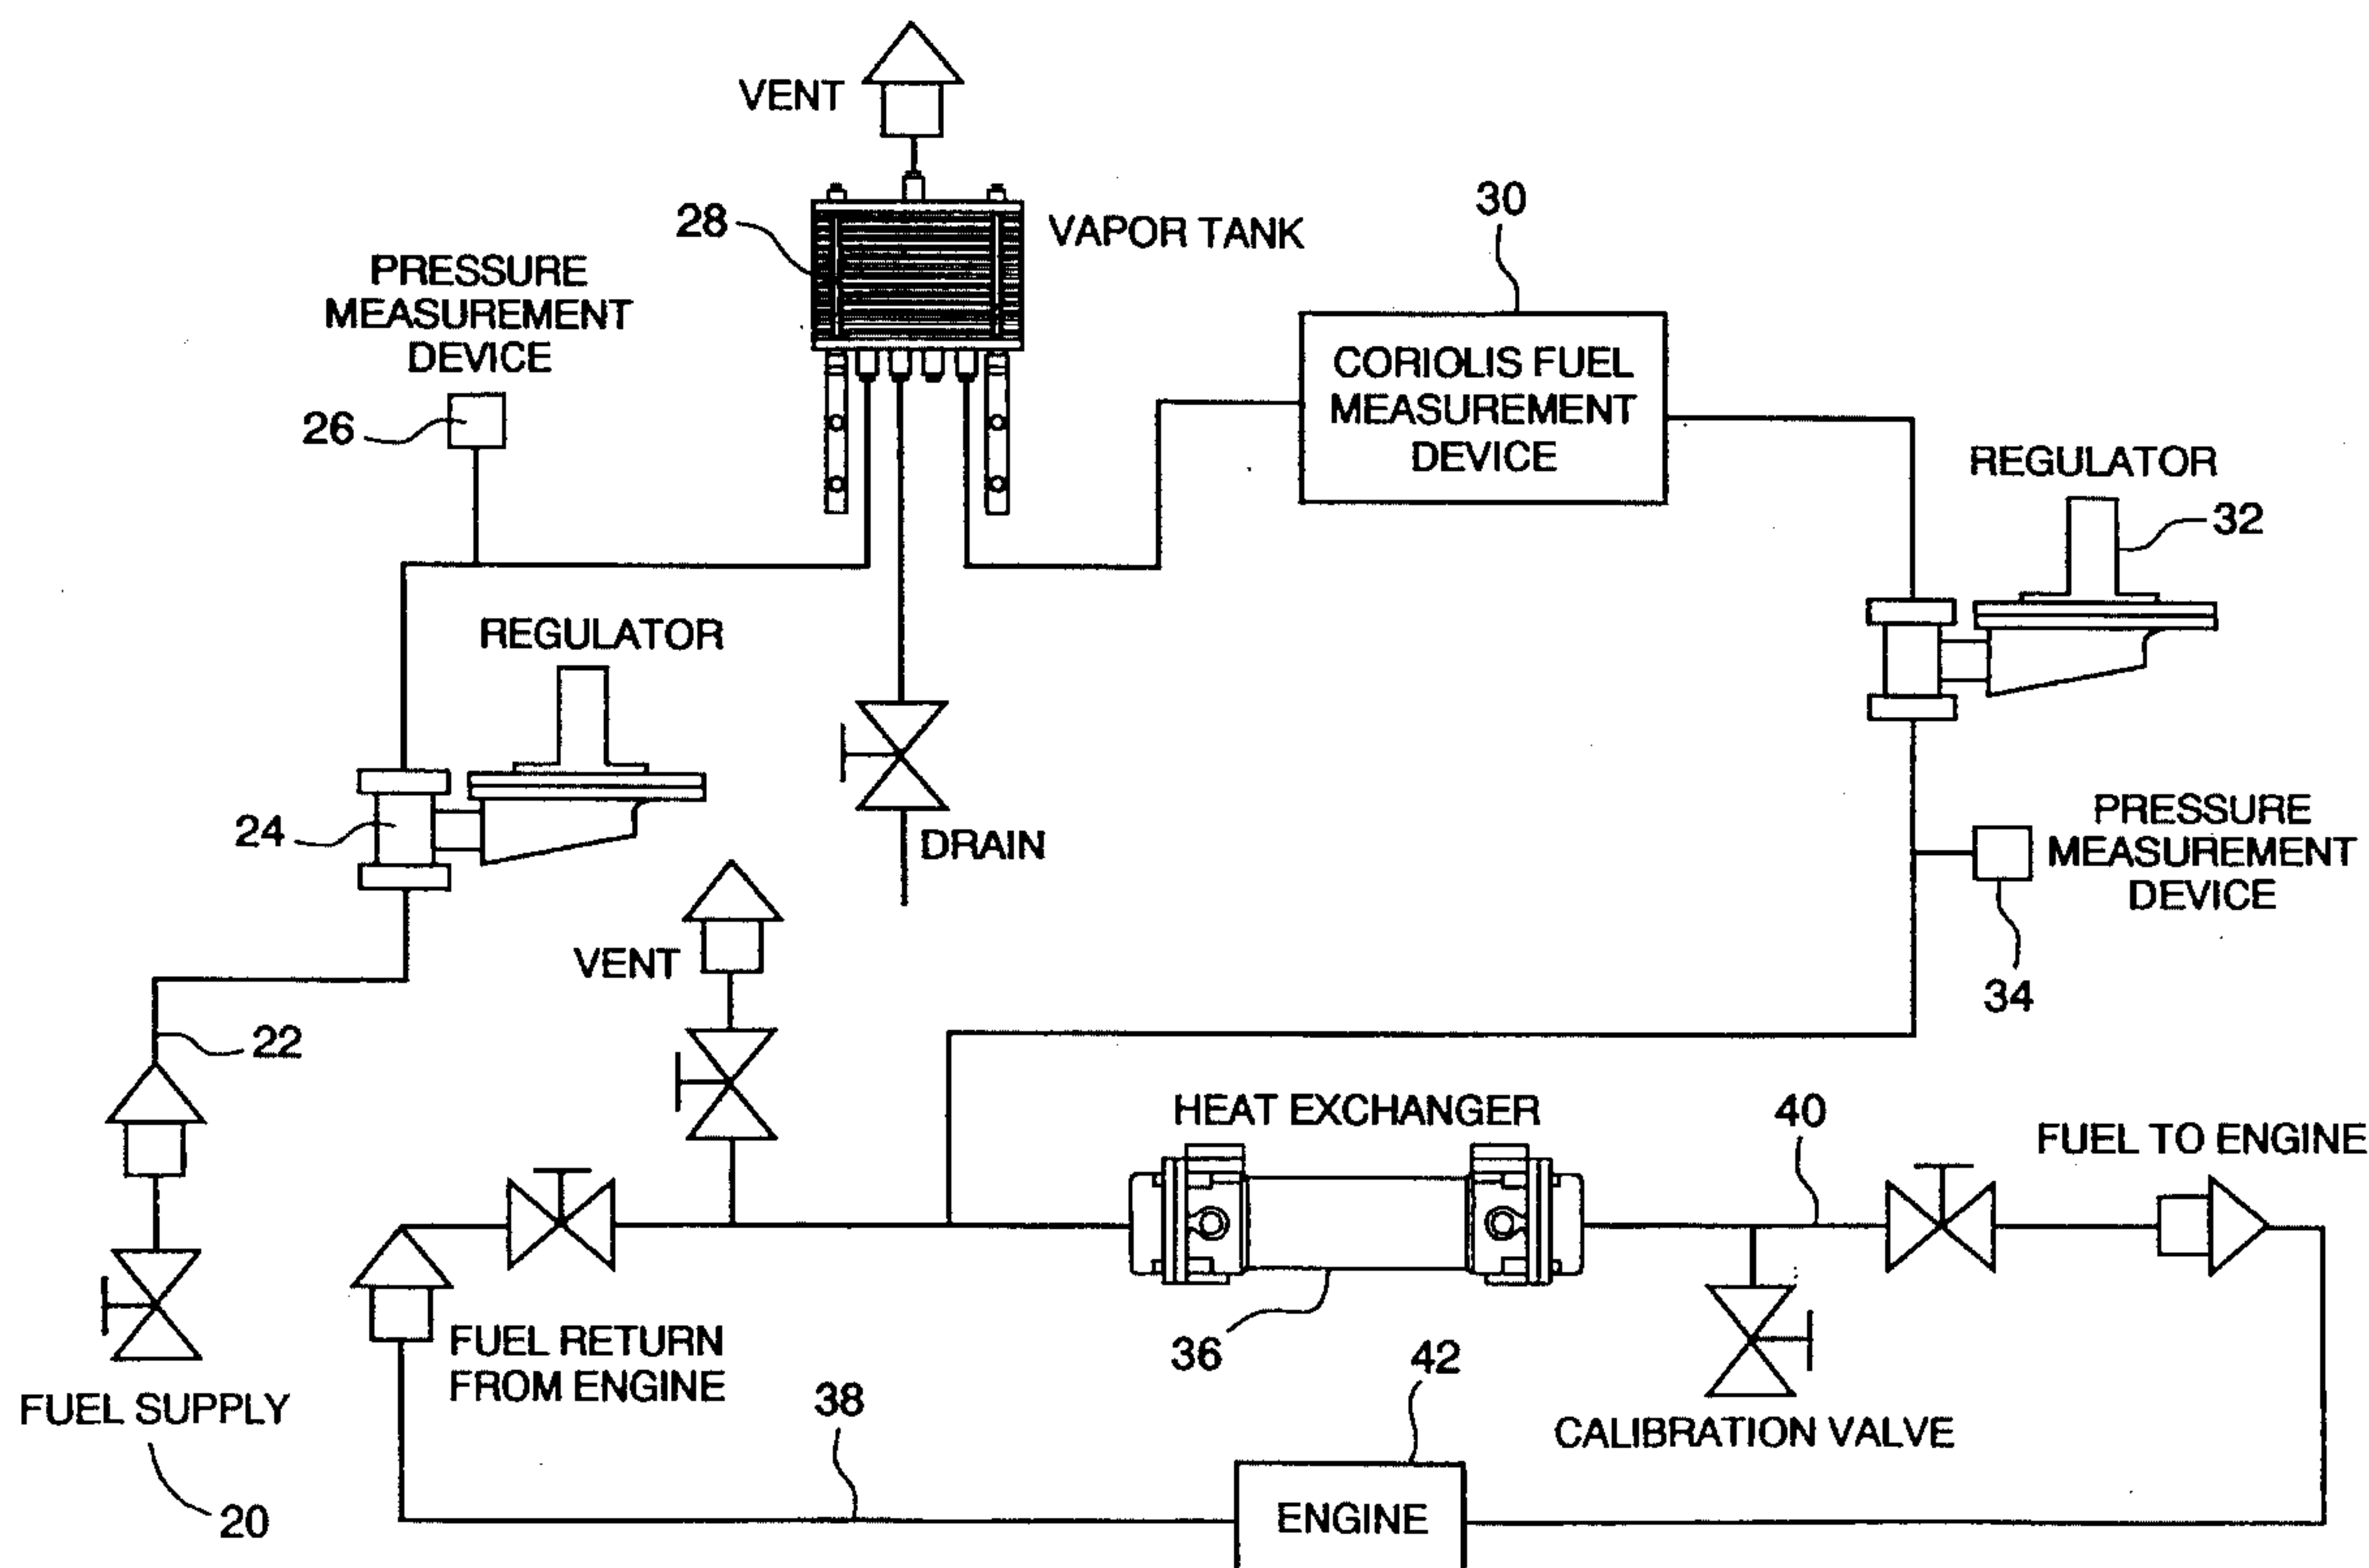 VENT
28
VAPOR TANK
30
PRESSURE
MEASUREMENT
DEVICE
26
CORIOLIS FUEL
MEASUREMENT
DEVICE
REGULATOR
32
REGULATOR
24
DRAIN
PRESSURE
MEASUREMENT
DEVICE
34
VENT
22
HEAT EXCHANGER
40
FUEL TO ENGINE
FUEL RETURN
FROM ENGINE
36
42
FUEL SUPPLY
20
38
CALIBRATION VALVE
ENGINE